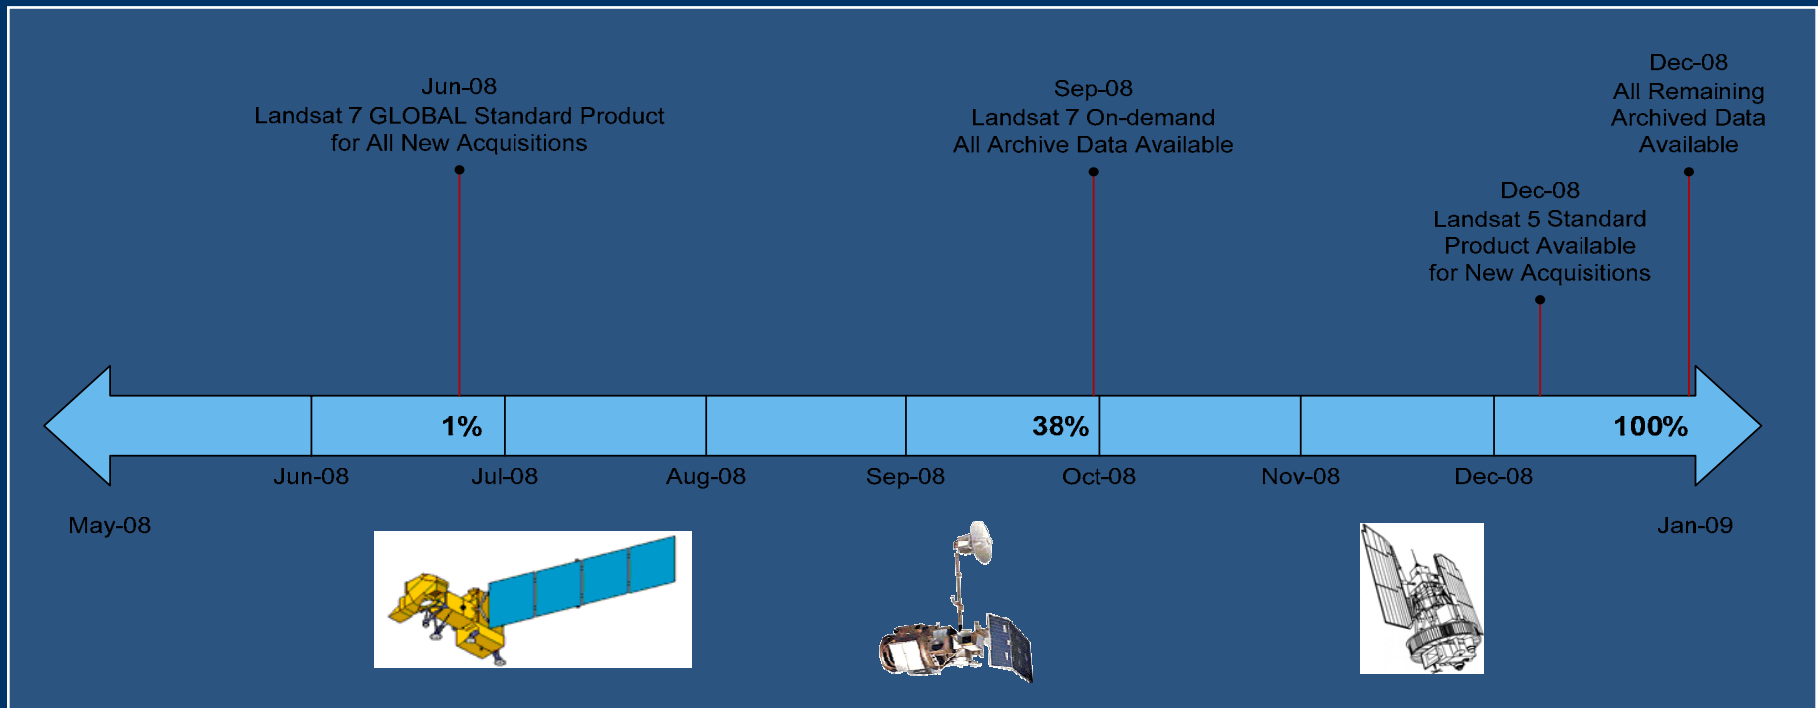 Jun-08
Landsat 7 GLOBAL Standard Product
for All New Acquisitions
Sep-08
Landsat 7 On-demand
All Archive Data Available
Dec-08
All Remaining
Archived Data
Available
Dec-08
Landsat 5 Standard
Product Available
for New Acquisitions
1%
38%
100%
Jun-08
Jul-08
Aug-08
Sep-08
Oct-08
Nov-08
Dec-08
May-08
Jan-09